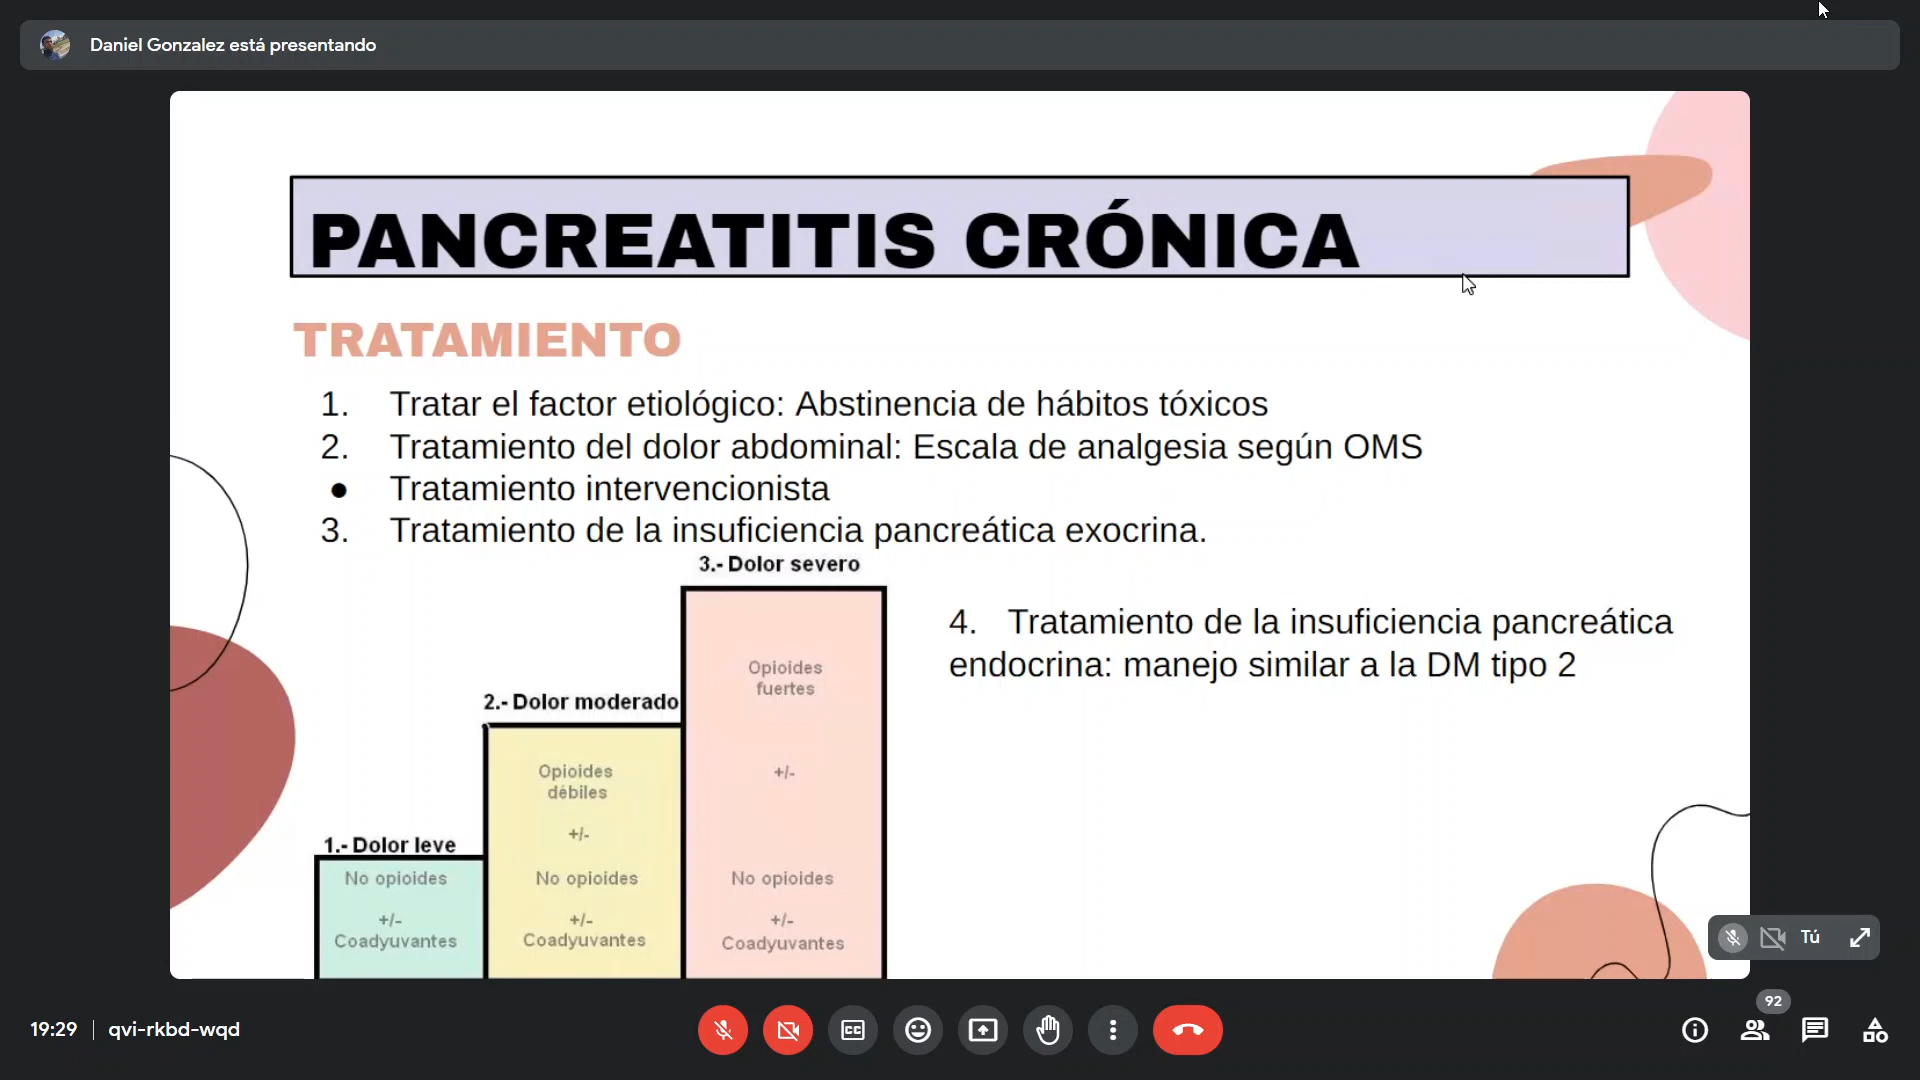 Daniel Gonzalez está presentando
PANCREATITIS CRÓNICA
TRATAMIENTO
1. Tratar el factor etiológico: Abstinencia de hábitos tóxicos
2. Tratamiento del dolor abdominal: Escala de analgesia según OMS
● Tratamiento intervencionista
3. Tratamiento de la insuficiencia pancreática exocrina.
3.- Dolor severo
Opioides
fuertes
+/-
No opioides
+/-
Coadyuvantes
2.- Dolor moderado
Opioides
débiles
+/-
No opioides
+/-
Coadyuvantes
1.- Dolor leve
No opioides
+/-
Coadyuvantes
4. Tratamiento de la insuficiencia pancreática
endocrina: manejo similar a la DM tipo 2
Tú
92
19:29 | qvi-rkbd-wqd
CC